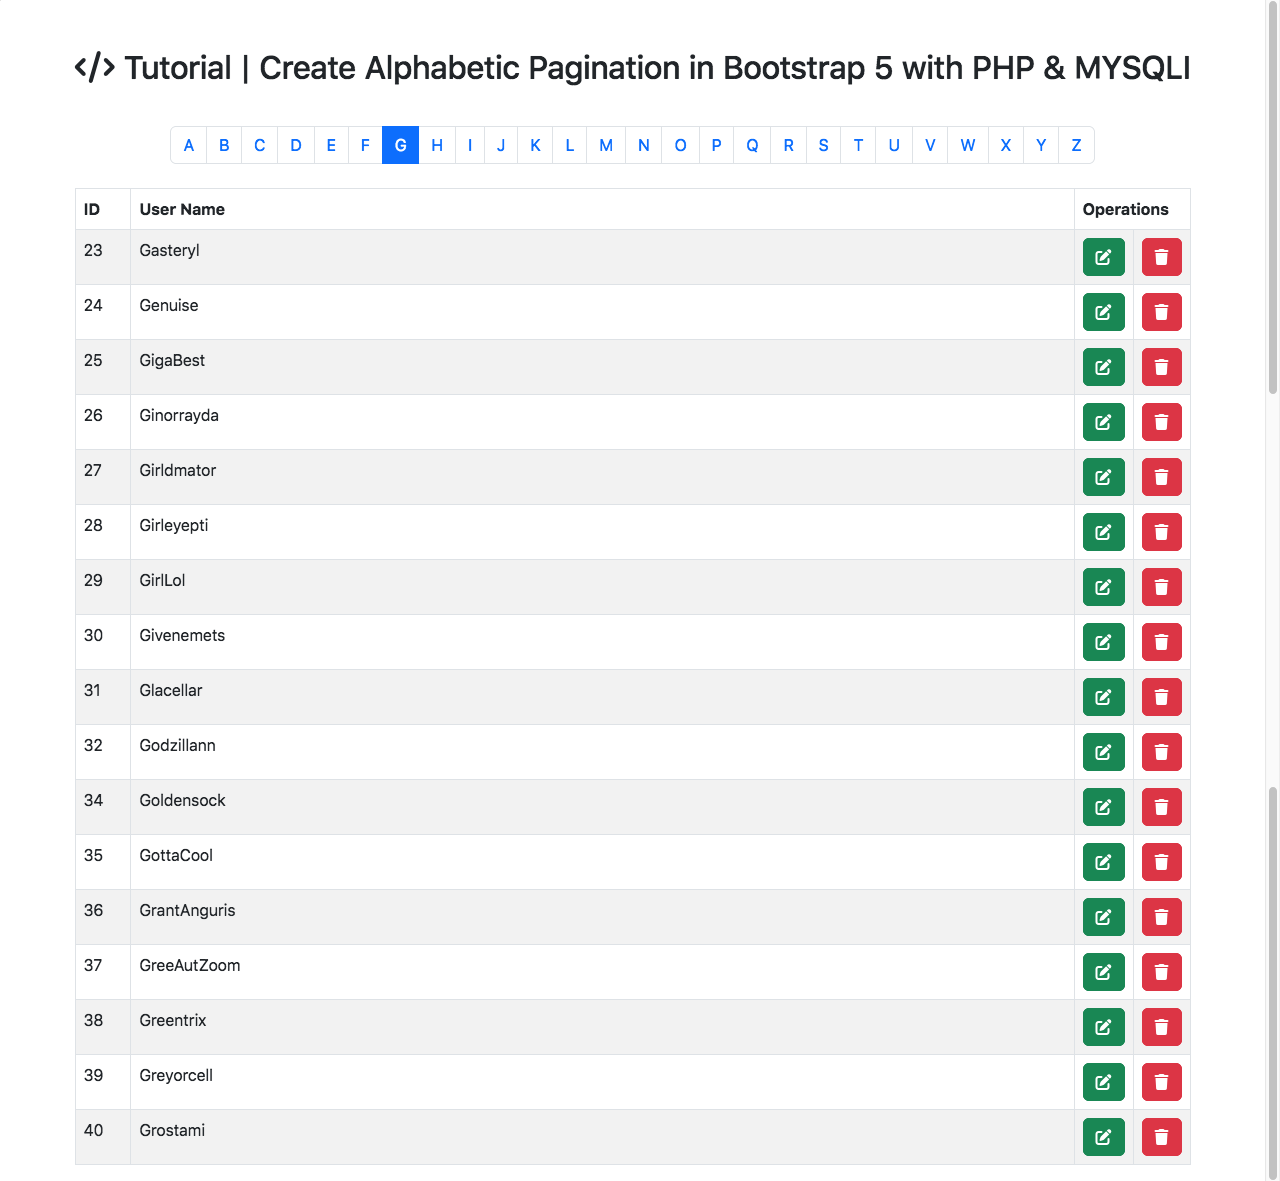 Tutorial | Create Alphabetic Pagination in Bootstrap 5 with PHP & MYSQLI
A B C D E F G H I J K L M N O P Q R S T U V W X Y Z
ID User Name Operations
23 Gasteryl
24 Genuise
25 GigaBest
26 Ginorrayda
27 Girldmator
28 Girleyepti
29 GirlLol
30 Givenemets
31 Glacellar
32 Godzillann
34 Goldensock
35 GottaCool
36 GrantAnguris
37 GreeAutZoom
38 Greentrix
39 Greyorcell
40 Grostami